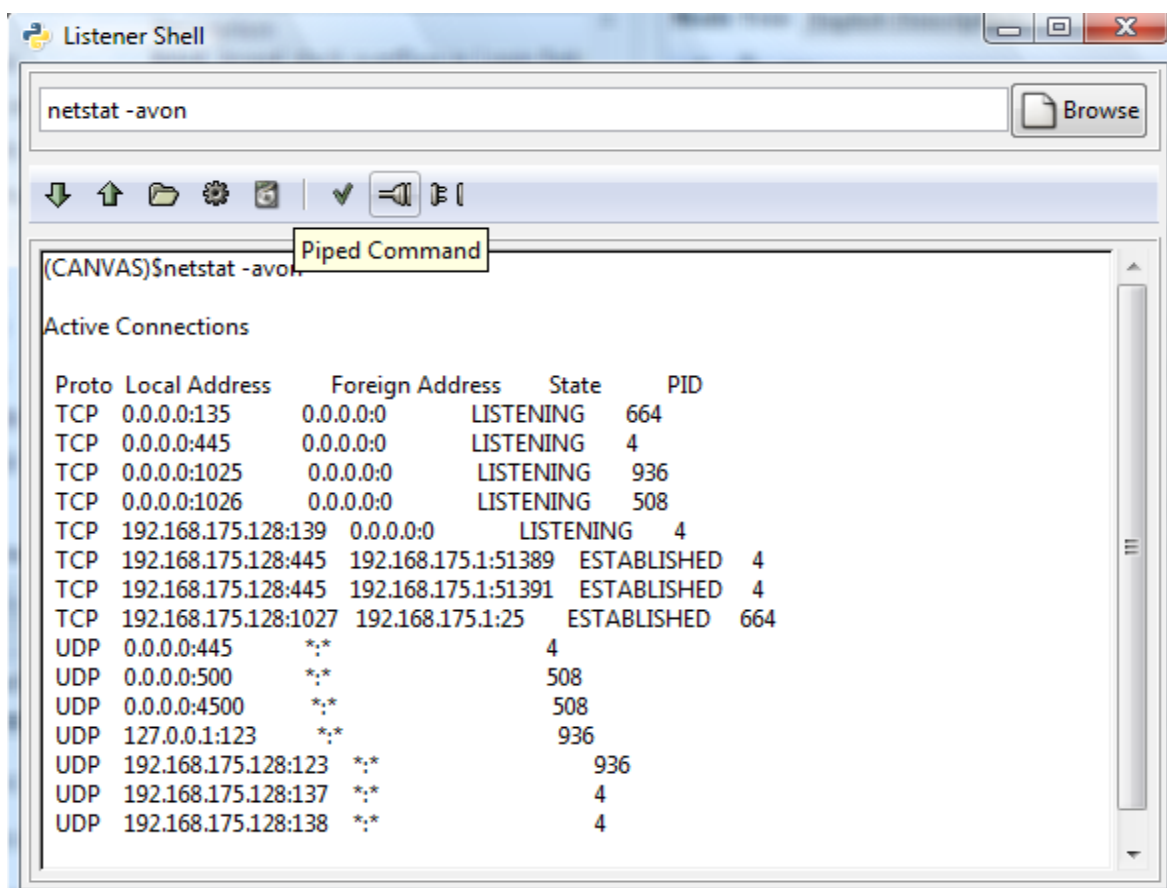 Listener Shell
netstat -avon
Browse
Piped Command
(CANVAS)$netstat -avon
Active Connections
Proto Local Address Foreign Address State PID
TCP 0.0.0.0:135 0.0.0.0:0 LISTENING 664
TCP 0.0.0.0:445 0.0.0.0:0 LISTENING 4
TCP 0.0.0.0:1025 0.0.0.0:0 LISTENING 936
TCP 0.0.0.0:1026 0.0.0.0:0 LISTENING 508
TCP 192.168.175.128:139 0.0.0.0:0 LISTENING 4
TCP 192.168.175.128:445 192.168.175.1:51389 ESTABLISHED 4
TCP 192.168.175.128:445 192.168.175.1:51391 ESTABLISHED 4
TCP 192.168.175.128:1027 192.168.175.1:25 ESTABLISHED 664
UDP 0.0.0.0:445 *:* 4
UDP 0.0.0.0:500 *:* 508
UDP 0.0.0.0:4500 *:* 508
UDP 127.0.0.1:123 *:* 936
UDP 192.168.175.128:123 *:* 936
UDP 192.168.175.128:137 *:* 4
UDP 192.168.175.128:138 *:* 4